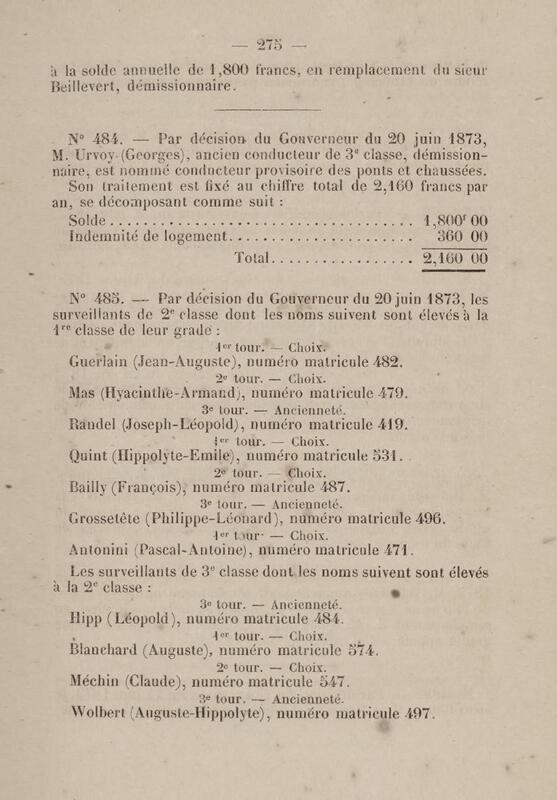 — 275 —
à la solde annuelle de 1,800 francs, en remplacement du sieur
Beillevert, démissionnaire.
N° 484. — Par décision du Gouverneur du 20 juin 1873,
M. Urvoy (Georges), ancien conducteur de 3e classe, démission-
naire, est nommé conducteur provisoire des ponts et chaussées.
Son traitement est fixé au chiffre total de 2,160 francs par
an, se décomposant comme suit :
Solde........................................ 1,800f 00
Indemnité de logement........................ 360 00
Total.................. 2,160 00
N° 485. — Par décision du Gouverneur du 20 juin 1873, les
surveillants de 2e classe dont les noms suivent sont élevés à la
1re classe de leur grade :
1er tour. — Choix.
Guerlain (Jean-Auguste), numéro matricule 482.
2e tour. — Choix.
Mas (Hyacinthe-Armand), numéro matricule 479.
3e tour. — Ancienneté.
Randel (Joseph-Léopold), numéro matricule 419.
1er tour. — Choix.
Quint (Hippolyte-Emile), numéro matricule 531.
2e tour. — Choix.
Bailly (François), numéro matricule 487.
3e tour. — Ancienneté.
Grossetête (Philippe-Léonard), numéro matricule 496.
1er tour. — Choix.
Antonini (Pascal-Antoine), numéro matricule 471.
Les surveillants de 3e classe dont les noms suivent sont élevés
à la 2e classe :
3e tour. — Ancienneté.
Hipp (Léopold), numéro matricule 484.
1er tour. — Choix.
Blanchard (Auguste), numéro matricule 574.
2e tour. — Choix.
Méchin (Claude), numéro matricule 547.
3e tour. — Ancienneté.
Wolbert (Auguste-Hippolyte), numéro matricule 497.